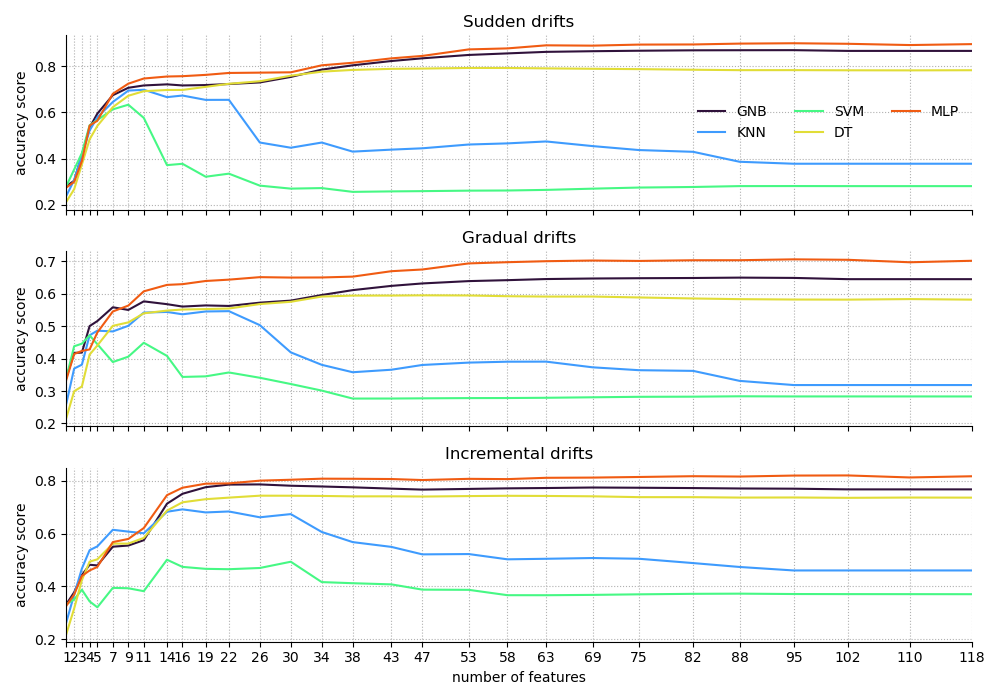 Sudden drifts
accuracy score
0.8
0.6
0.4
0.2
GNB SVM MLP
KNN DT
Gradual drifts
accuracy score
0.7
0.6
0.5
0.4
0.3
0.2
Incremental drifts
accuracy score
0.8
0.6
0.4
0.2
1 2 3 4 5 7 9 11 14 16 19 22 26 30 34 38 43 47 53 58 63 69 75 82 88 95 102 110 118
number of features